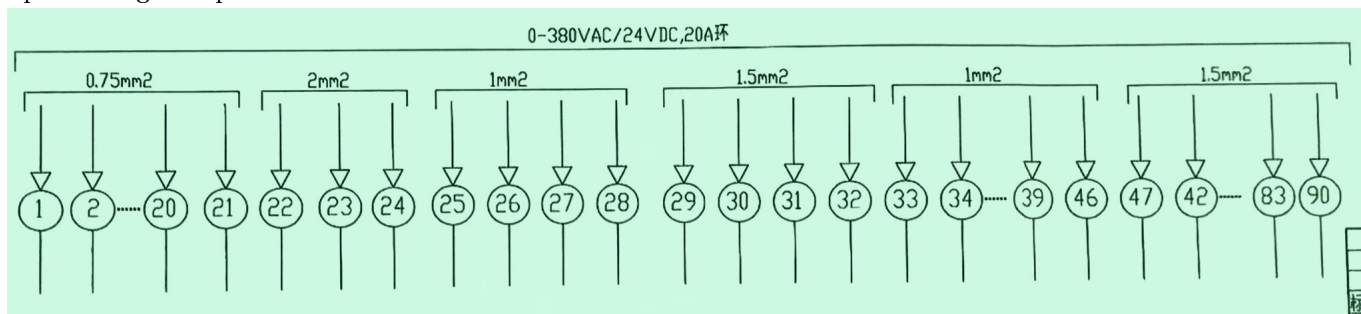 0-380VAC/24VDC,20A环
0.75mm2 2mm2 1mm2 1.5mm2 1mm2 1.5mm2
1 2 ...... 20 21 22 23 24 25 26 27 28 29 30 31 32 33 34 ...... 39 46 47 42 ...... 83 90